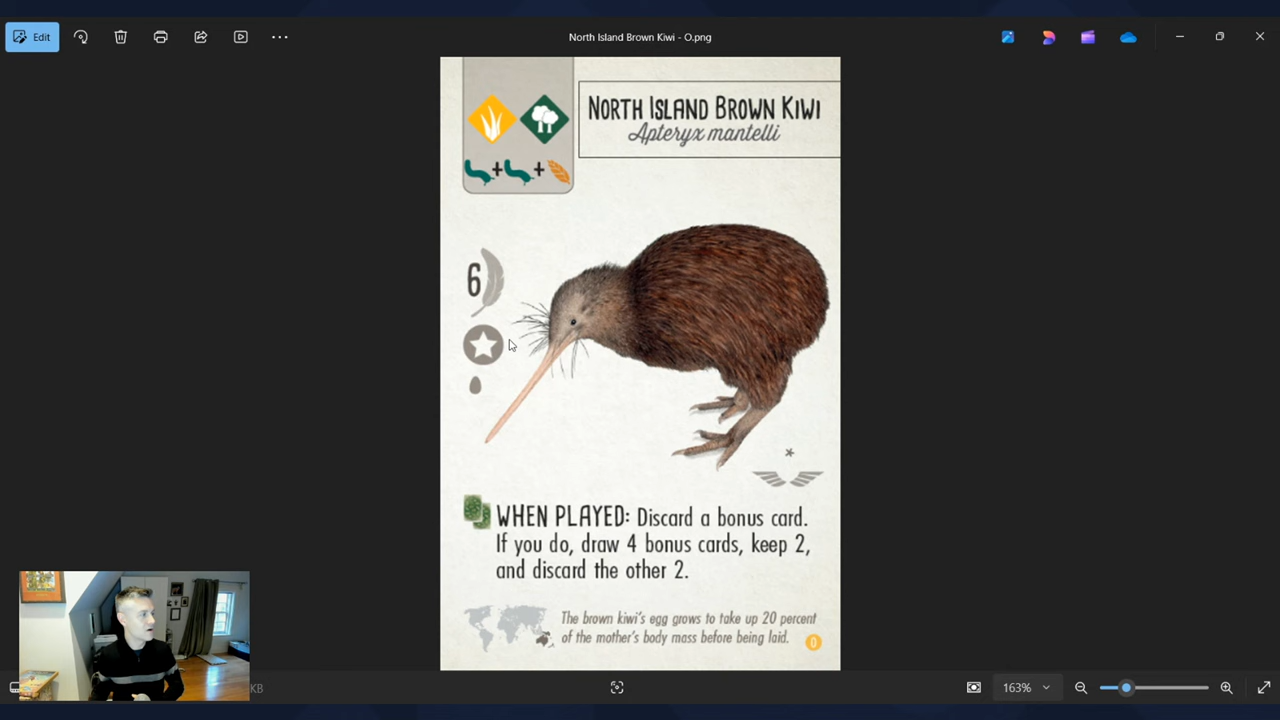 Edit
North Island Brown Kiwi - O.png
NORTH ISLAND BROWN KIWI
Apteryx mantelli
+ +
6
*
WHEN PLAYED: Discard a bonus card.
If you do, draw 4 bonus cards, keep 2,
and discard the other 2.
The brown kiwi's egg grows to take up 20 percent
of the mother's body mass before being laid.
O
KB
163%